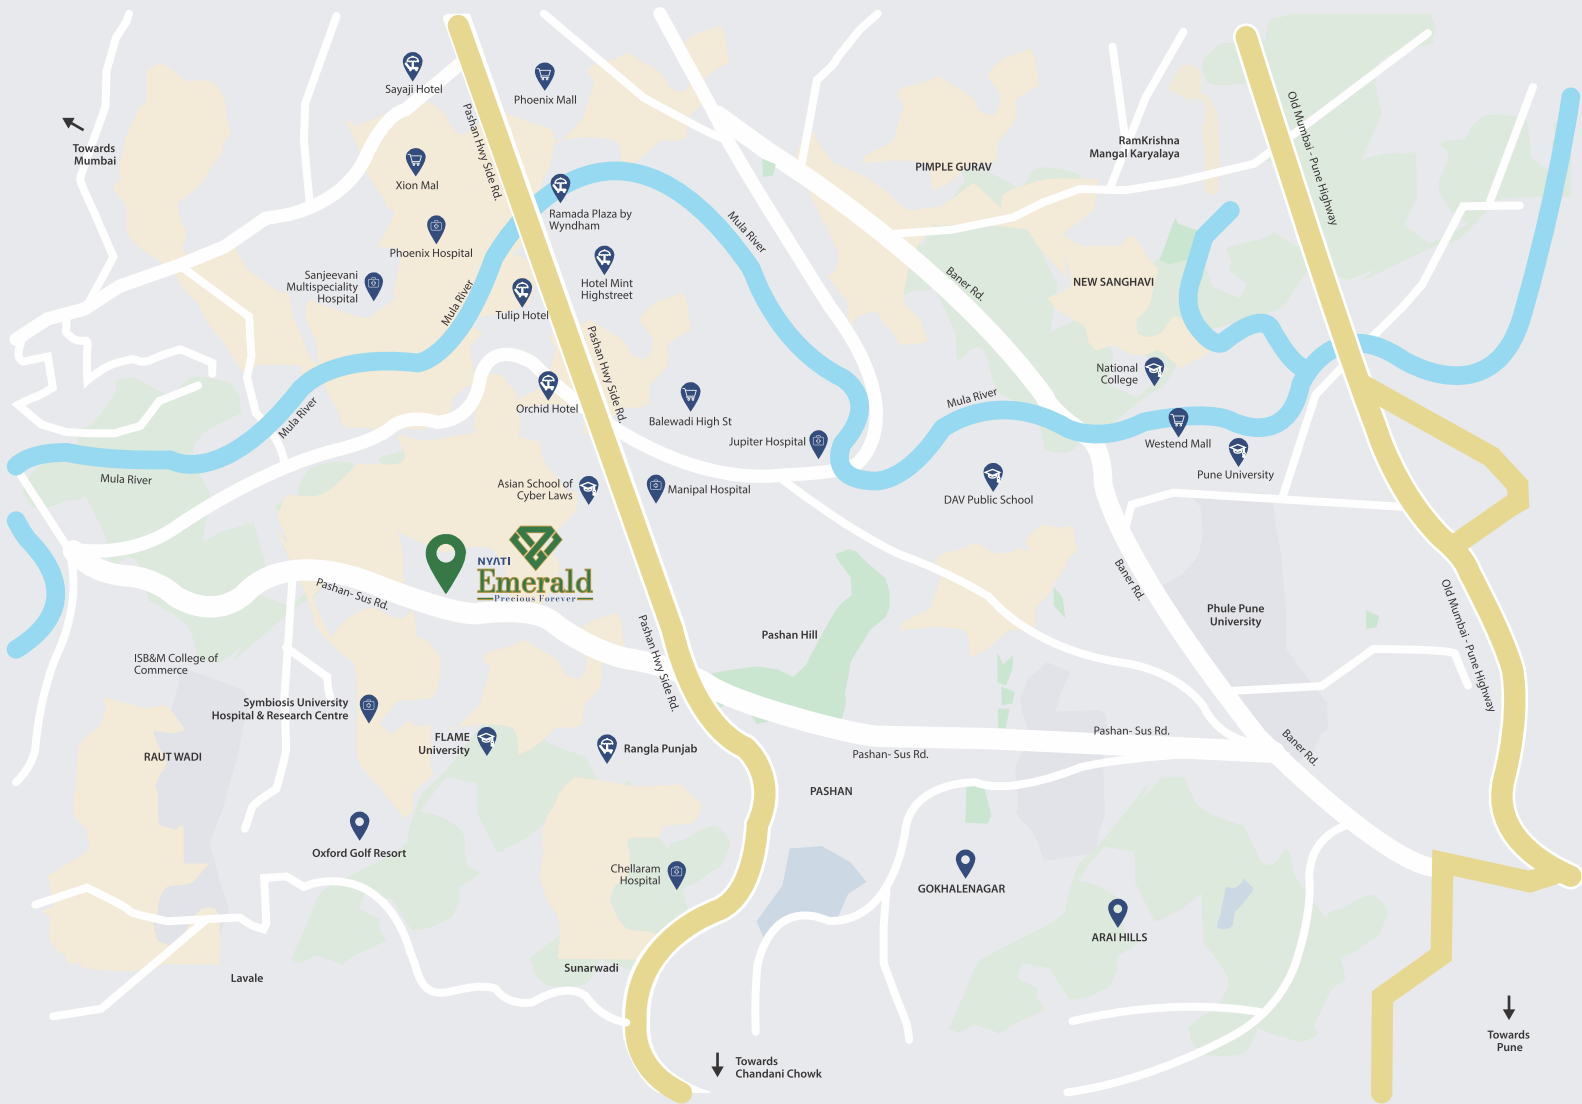 Sayaji Hotel
Phoenix Mall
Pashan Hwy Side Rd.
Old Mumbai - Pune Highway
Towards
Mumbai
RamKrishna
Mangal Karyalaya
PIMPLE GURAV
Xion Mal
Ramada Plaza by
Wyndham
Mula River
Phoenix Hospital
Sanjeevani
Multispeciality
Hospital
Hotel Mint
Highstreet
Baner Rd.
NEW SANGHAVI
Mula River
Tulip Hotel
Pashan Hwy Side Rd.
National
College
Orchid Hotel
Mula River
Mula River
Balewadi High St
Jupiter Hospital
Westend Mall
Pune University
Mula River
Asian School of
Cyber Laws
Manipal Hospital
DAV Public School
NYATI
Emerald
Precious Forever
Pashan- Sus Rd.
Baner Rd.
Old Mumbai - Pune Highway
Phule Pune
University
Pashan Hill
Pashan Hwy Side Rd.
ISB&M College of
Commerce
Symbiosis University
Hospital & Research Centre
FLAME
University
Rangla Punjab
Pashan- Sus Rd.
Pashan- Sus Rd.
Baner Rd.
RAUT WADI
PASHAN
Oxford Golf Resort
Chellaram
Hospital
GOKHALENAGAR
ARAI HILLS
Lavale
Sunarwadi
Towards
Pune
Towards
Chandani Chowk